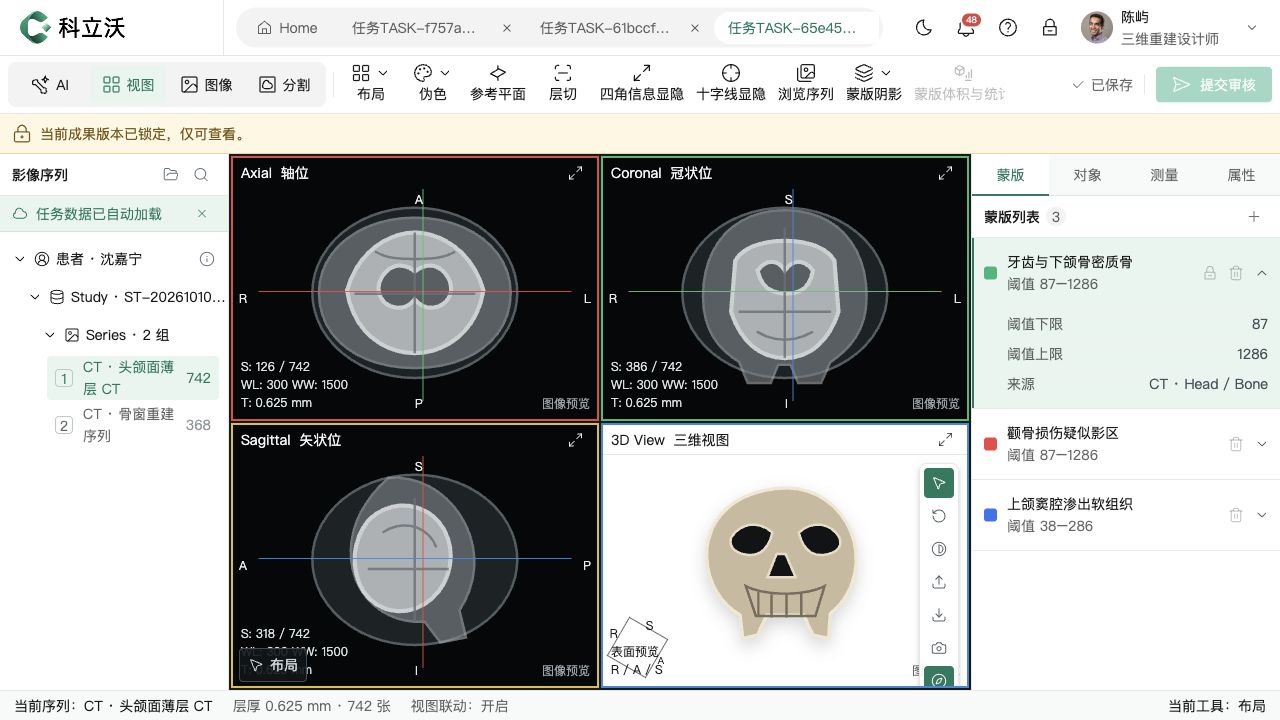 科立沃
Home
任务TASK-f757a...
任务TASK-61bccf...
任务TASK-65e45...
48
陈屿
三维重建设计师
AI
视图
图像
分割
布局
伪色
参考平面
层切
四角信息显隐
十字线显隐
浏览序列
蒙版阴影
蒙版体积与统计
已保存
提交审核
当前成果版本已锁定，仅可查看。
影像序列
任务数据已自动加载
患者 · 沈嘉宁
Study · ST-20261010...
Series · 2 组
1
CT · 头颌面薄
层 CT
742
2
CT · 骨窗重建
序列
368
Axial 轴位
A
R
L
S: 126 / 742
WL: 300 WW: 1500
T: 0.625 mm
P
图像预览
Coronal 冠状位
S
R
L
S: 386 / 742
WL: 300 WW: 1500
T: 0.625 mm
I
图像预览
Sagittal 矢状位
S
A
P
S: 318 / 742
WL: 300 WW: 1500
布局
I
图像预览
3D View 三维视图
S
R
表面预览
A
R / A / S
蒙版
对象
测量
属性
蒙版列表 3
牙齿与下颌骨密质骨
阈值 87–1286
阈值下限
87
阈值上限
1286
来源
CT · Head / Bone
颧骨损伤疑似影区
阈值 87–1286
上颌窦腔渗出软组织
阈值 38–286
当前序列: CT · 头颌面薄层 CT
层厚 0.625 mm · 742 张
视图联动: 开启
当前工具: 布局